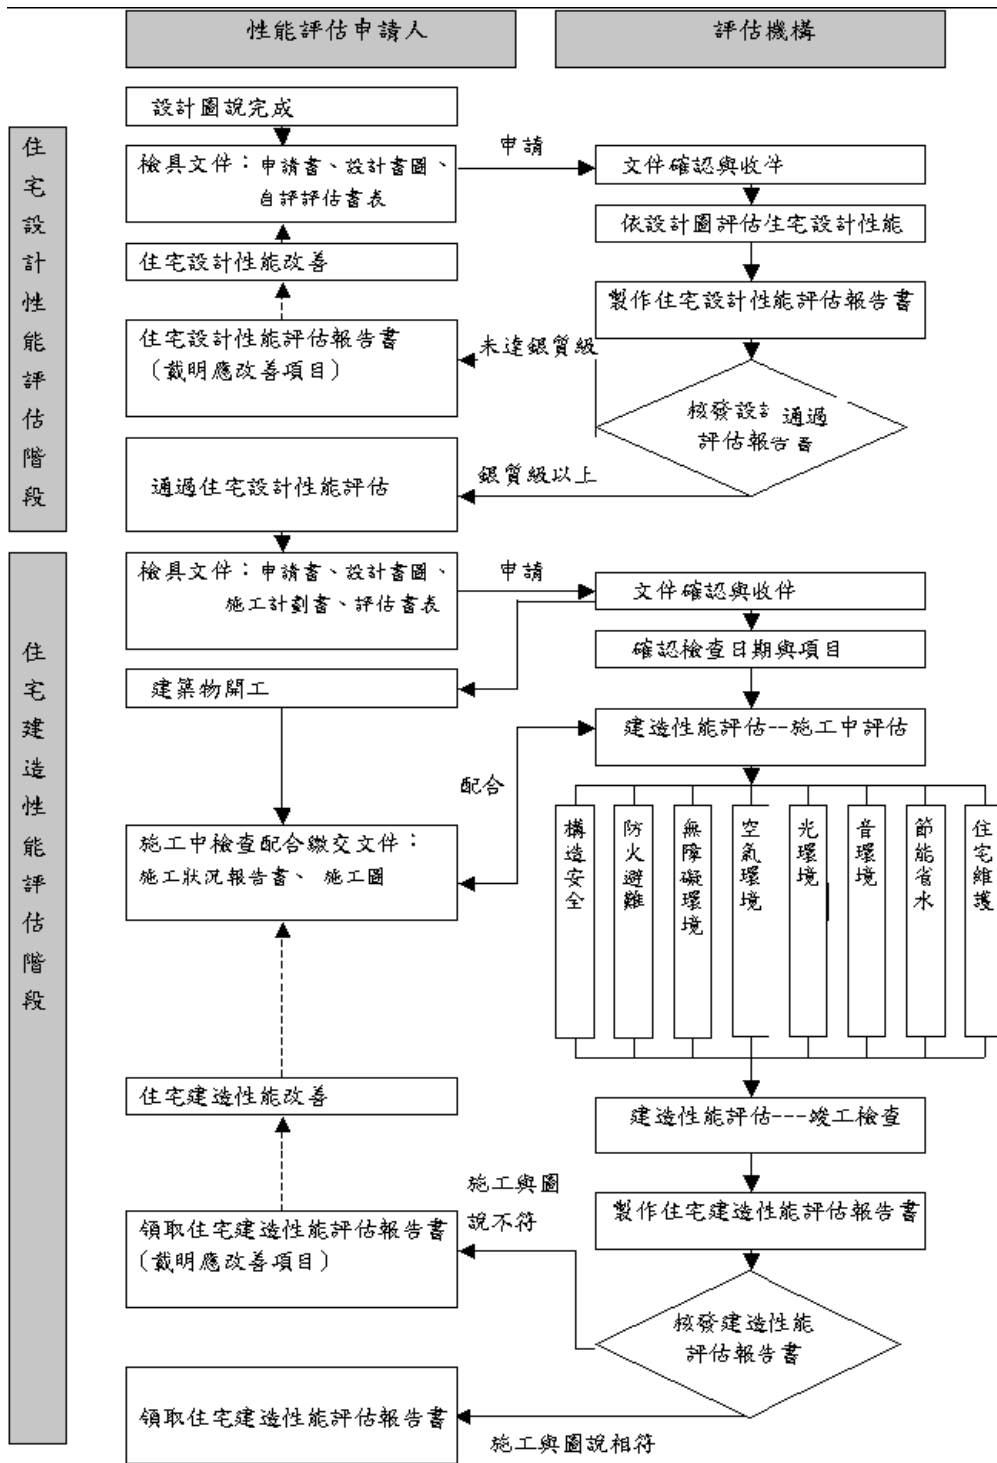 性能評估申請人
評估機構
住宅設計性能評估階段
設計圖說完成
檢具文件：申請書、設計書圖、
自評評估書表
申請
文件確認與收件
依設計圖評估住宅設計性能
住宅設計性能改善
製作住宅設計性能評估報告書
住宅設計性能評估報告書
（載明應改善項目）
未達銀質級
核發設計 通過
評估報告書
通過住宅設計性能評估
銀質級以上
住宅建造性能評估階段
檢具文件：申請書、設計書圖、
施工計劃書、評估書表
申請
文件確認與收件
確認檢查日期與項目
建築物開工
建造性能評估--施工中評估
配合
構造安全
防火避難
無障礙環境
空氣環境
光環境
音環境
節能省水
住宅維護
施工中檢查配合繳交文件：
施工狀況報告書、 施工圖
住宅建造性能改善
建造性能評估---竣工檢查
施工與圖
說不符
製作住宅建造性能評估報告書
領取住宅建造性能評估報告書
（載明應改善項目）
核發建造性能
評估報告書
領取住宅建造性能評估報告書
施工與圖說相符